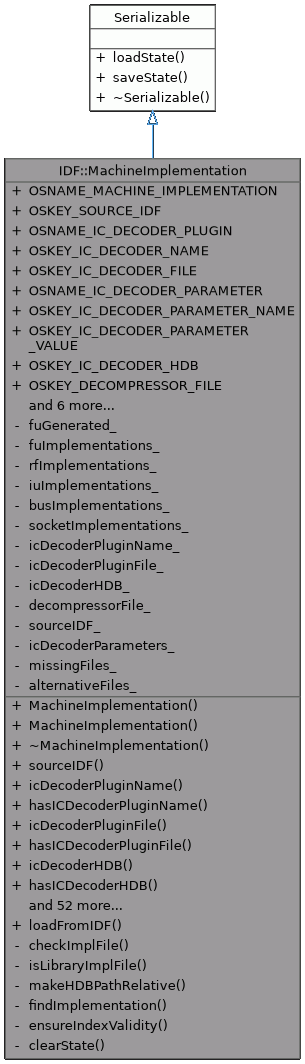 Serializable
+ loadState()
+ saveState()
+ ~Serializable()
IDF::MachineImplementation
+ OSNAME_MACHINE_IMPLEMENTATION
+ OSKEY_SOURCE_IDF
+ OSNAME_IC_DECODER_PLUGIN
+ OSKEY_IC_DECODER_NAME
+ OSKEY_IC_DECODER_FILE
+ OSNAME_IC_DECODER_PARAMETER
+ OSKEY_IC_DECODER_PARAMETER_NAME
+ OSKEY_IC_DECODER_PARAMETER
_VALUE
+ OSKEY_IC_DECODER_HDB
+ OSKEY_DECOMPRESSOR_FILE
and 6 more...
- fuGenerated_
- fuImplementations_
- rfImplementations_
- iuImplementations_
- busImplementations_
- socketImplementations_
- icDecoderPluginName_
- icDecoderPluginFile_
- icDecoderHDB_
- decompressorFile_
- sourceIDF_
- icDecoderParameters_
- missingFiles_
- alternativeFiles_
+ MachineImplementation()
+ MachineImplementation()
+ ~MachineImplementation()
+ sourceIDF()
+ icDecoderPluginName()
+ hasICDecoderPluginName()
+ icDecoderPluginFile()
+ hasICDecoderPluginFile()
+ icDecoderHDB()
+ hasICDecoderHDB()
and 52 more...
+ loadFromIDF()
- checkImplFile()
- isLibraryImplFile()
- makeHDBPathRelative()
- findImplementation()
- ensureIndexValidity()
- clearState()